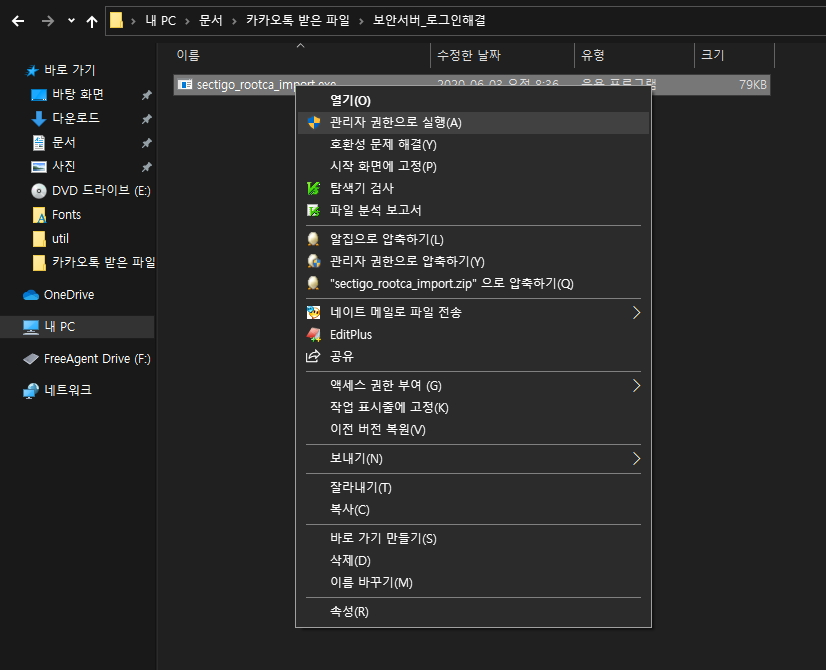 내 PC > 문서 > 카카오톡 받은 파일 > 보안서버_로그인해결
이름 수정한 날짜 유형 크기
바로 가기
바탕 화면
다운로드
문서
사진
DVD 드라이브 (E:)
Fonts
util
카카오톡 받은 파일
OneDrive
내 PC
FreeAgent Drive (F:)
네트워크
sectigo_rootca_import.exe 2020-06-03 오전 8:36 응용 프로그램 79KB
열기(O)
관리자 권한으로 실행(A)
호환성 문제 해결(Y)
시작 화면에 고정(P)
탐색기 검사
파일 분석 보고서
알집으로 압축하기(L)
관리자 권한으로 압축하기(Y)
"sectigo_rootca_import.zip" 으로 압축하기(Q)
네이트 메일로 파일 전송
EditPlus
공유
액세스 권한 부여 (G)
작업 표시줄에 고정(K)
이전 버전 복원(V)
보내기(N)
잘라내기(T)
복사(C)
바로 가기 만들기(S)
삭제(D)
이름 바꾸기(M)
속성(R)